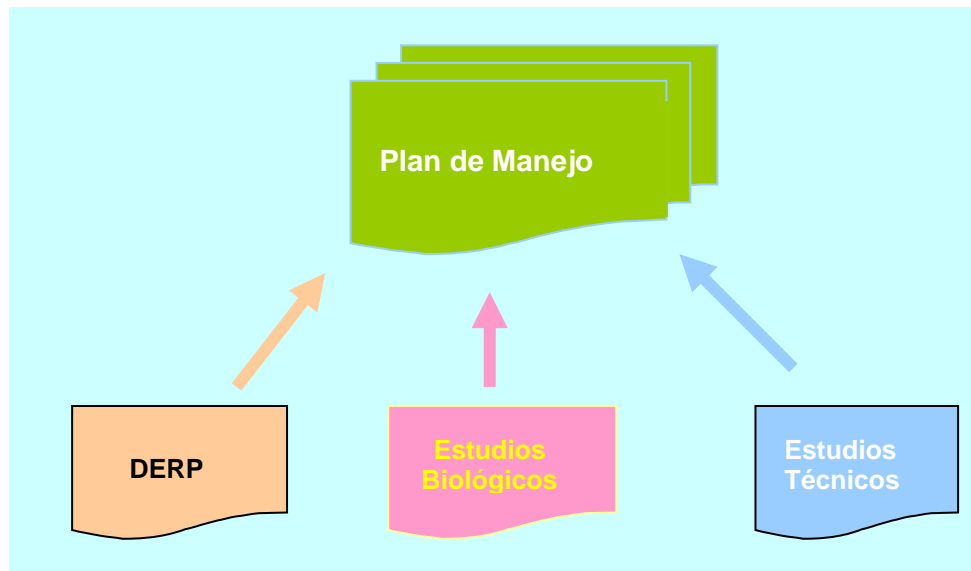 Plan de Manejo
DERP
Estudios
Biológicos
Estudios
Técnicos